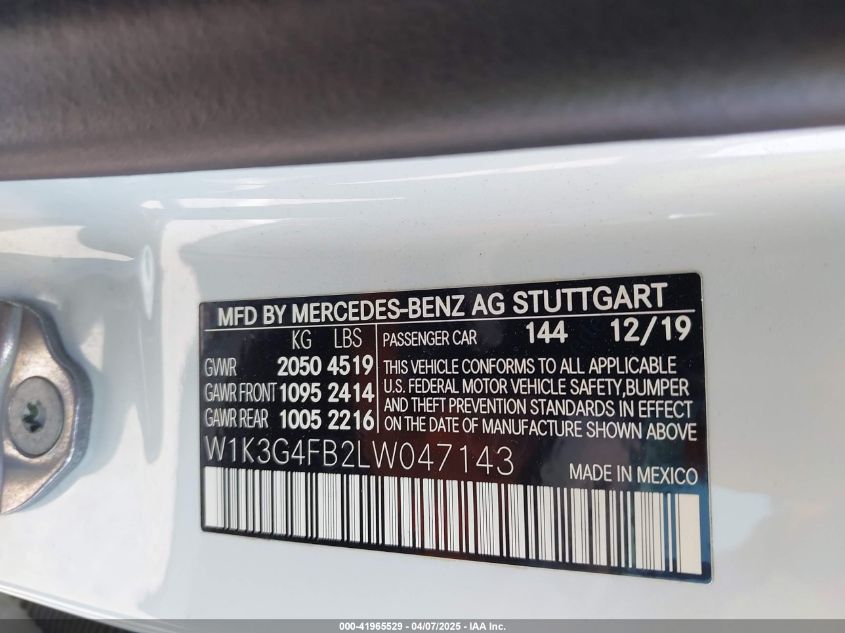 MFD BY MERCEDES-BENZ AG STUTTGART
KG LBS
GVWR 2050 4519
GAWR FRONT 1095 2414
GAWR REAR 1005 2216
PASSENGER CAR 144 12/19
THIS VEHICLE CONFORMS TO ALL APPLICABLE
U.S. FEDERAL MOTOR VEHICLE SAFETY,BUMPER
AND THEFT PREVENTION STANDARDS IN EFFECT
ON THE DATE OF MANUFACTURE SHOWN ABOVE
W1K3G4FB2LW047143
MADE IN MEXICO
000-41965529 - 04/07/2025 - IAA Inc.